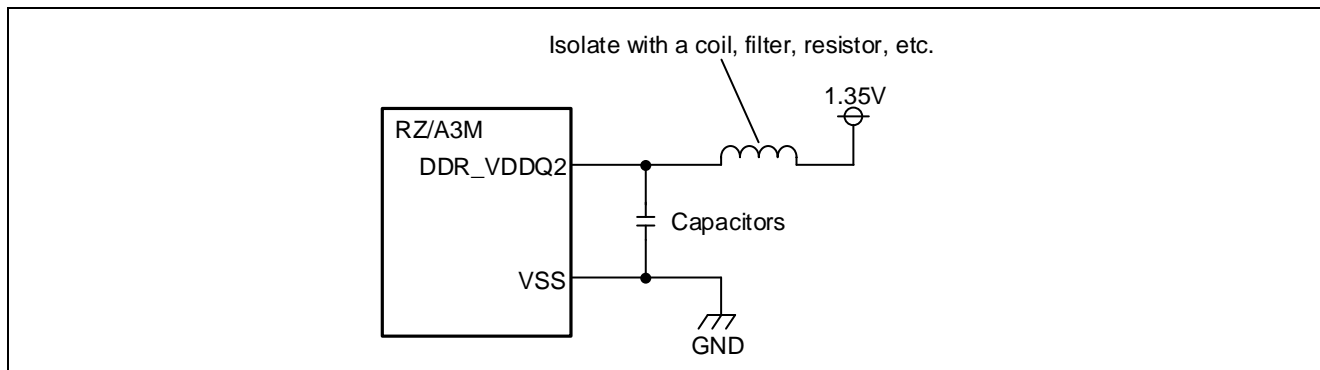 Isolate with a coil, filter, resistor, etc.
1.35V
RZ/A3M
DDR_VDDQ2
Capacitors
VSS
GND